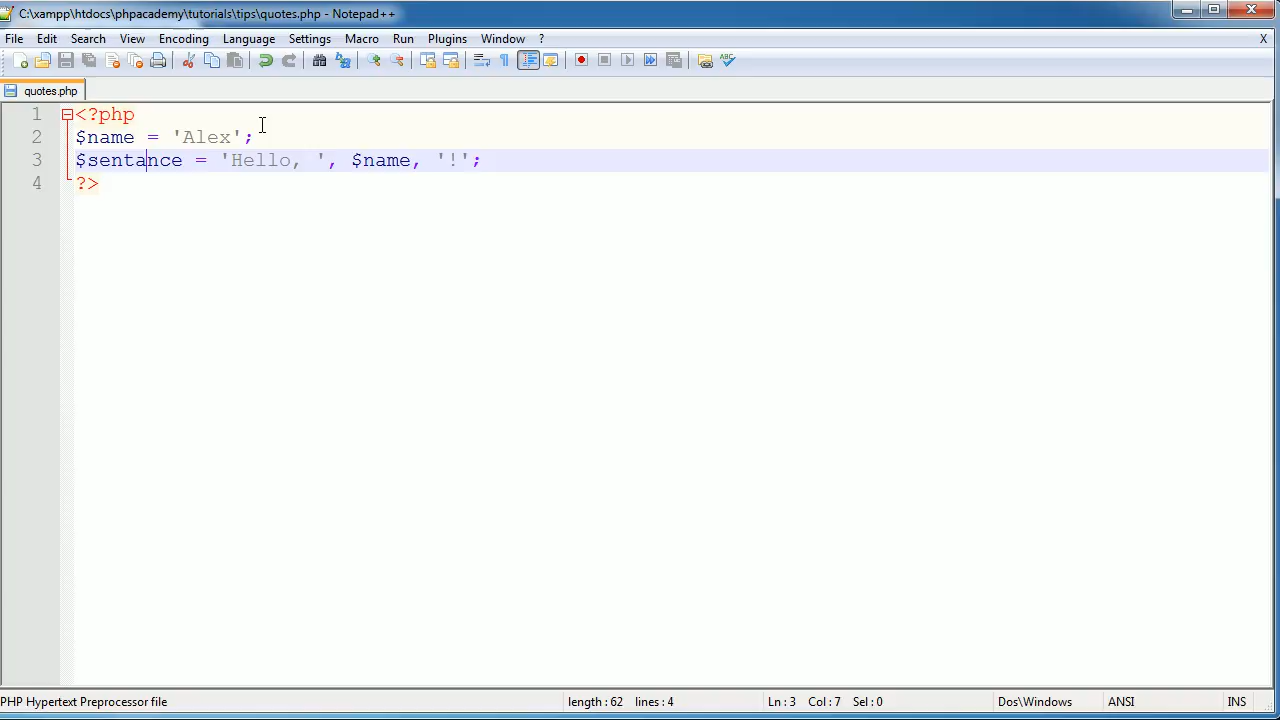 C:\xampp\htdocs\phpacademy\tutorials\tips\quotes.php - Notepad++
File Edit Search View Encoding Language Settings Macro Run Plugins Window ? X
quotes.php
1 <?php
2 $name = 'Alex';
3 $sentance = 'Hello, ', $name, '!';
4 ?>
PHP Hypertext Preprocessor file length : 62 lines : 4 Ln : 3 Col : 7 Sel : 0 Dos\Windows ANSI INS